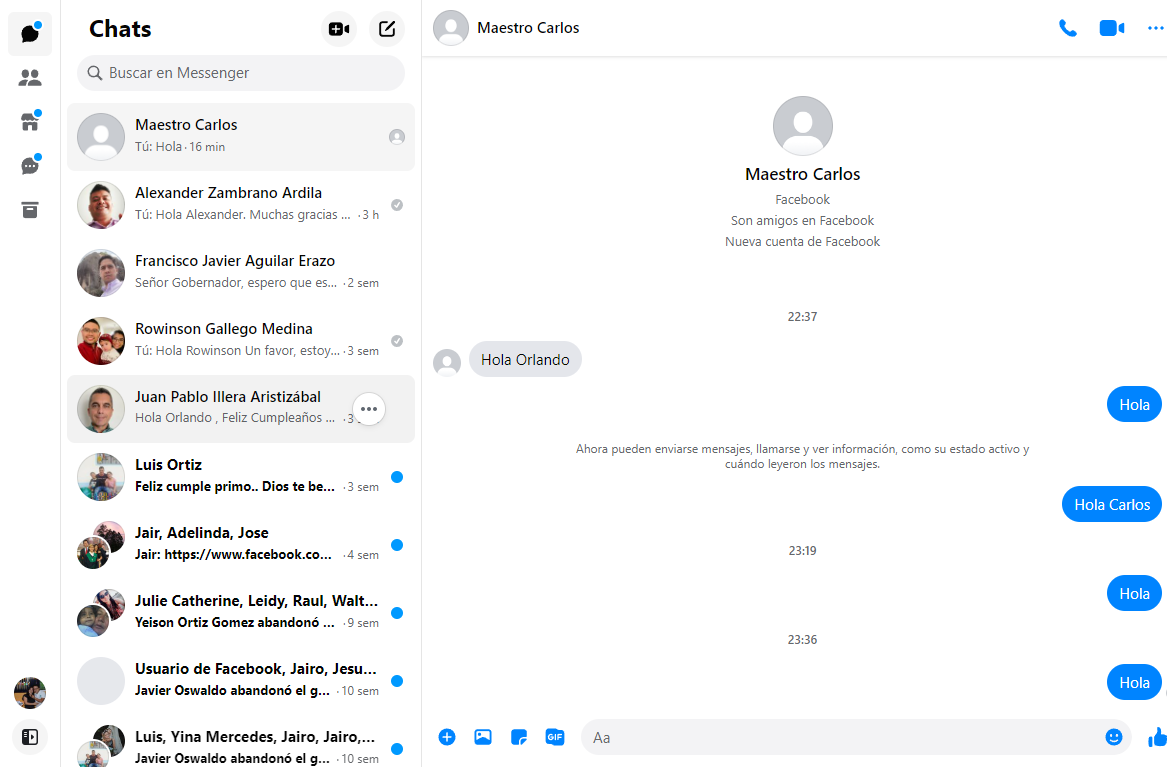 Chats
Buscar en Messenger
Maestro Carlos
Tú: Hola · 16 min
Alexander Zambrano Ardila
Tú: Hola Alexander. Muchas gracias ... · 3 h
Francisco Javier Aguilar Erazo
Señor Gobernador, espero que es... · 2 sem
Rowinson Gallego Medina
Tú: Hola Rowinson Un favor, estoy... · 3 sem
Juan Pablo Illera Aristizábal
Hola Orlando , Feliz Cumpleaños ... · 3
Luis Ortiz
Feliz cumple primo.. Dios te be... · 3 sem
Jair, Adelinda, Jose
Jair: https://www.facebook.co... · 4 sem
Julie Catherine, Leidy, Raul, Walt...
Yeison Ortiz Gomez abandonó ... · 9 sem
Usuario de Facebook, Jairo, Jesu...
Javier Oswaldo abandonó el g... · 10 sem
Luis, Yina Mercedes, Jairo, Jairo,...
Javier Oswaldo abandonó el g... · 10 sem
Maestro Carlos
Maestro Carlos
Facebook
Son amigos en Facebook
Nueva cuenta de Facebook
22:37
Hola Orlando
Hola
Ahora pueden enviarse mensajes, llamarse y ver información, como su estado activo y
cuándo leyeron los mensajes.
Hola Carlos
23:19
Hola
23:36
Hola
GIF
Aa